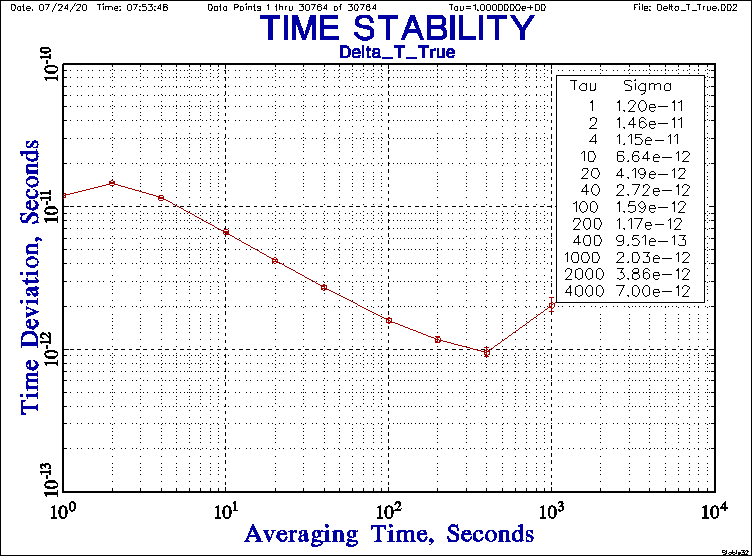 Date: 07/24/20 Time: 07:53:46 Data Points 1 thru 30764 of 30764 Tau=1.0000000e+00 File: Delta_T_True.002
TIME STABILITY
Delta_T_True
Time Deviation, Seconds
10^-10
10^-11
10^-12
10^-13
Tau Sigma
1 1.20e-11
2 1.46e-11
4 1.15e-11
10 6.64e-12
20 4.19e-12
40 2.72e-12
100 1.59e-12
200 1.17e-12
400 9.51e-13
1000 2.03e-12
2000 3.86e-12
4000 7.00e-12
10^0 10^1 10^2 10^3 10^4
Averaging Time, Seconds
Stable32